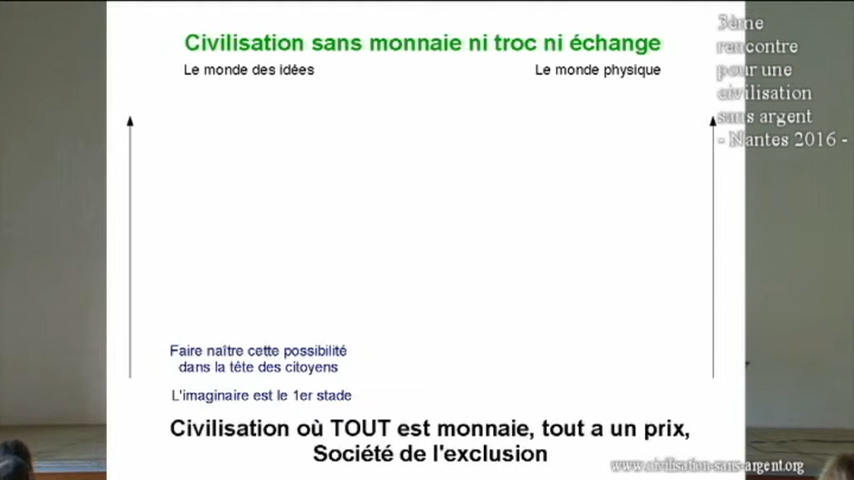 Civilisation sans monnaie ni troc ni échange
Le monde des idées
Le monde physique
3ème
rencontre
pour une
civilisation
sans argent
- Nantes 2016 -
Faire naître cette possibilité
dans la tête des citoyens
L'imaginaire est le 1er stade
Civilisation où TOUT est monnaie, tout a un prix,
Société de l'exclusion
www.civilisation-sans-argent.org